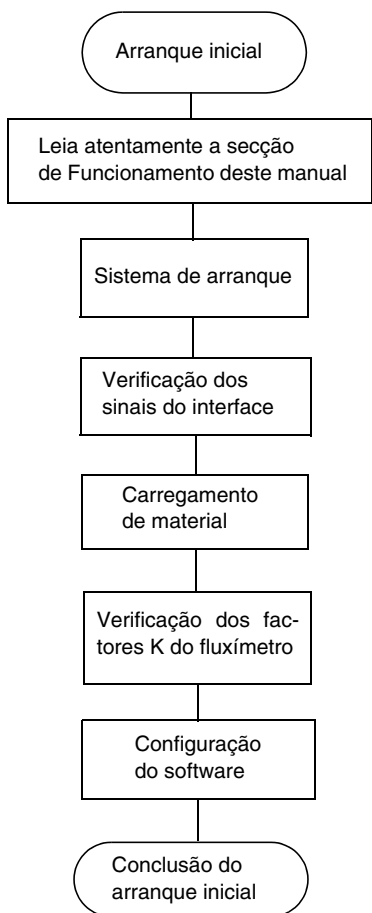 Arranque inicial
Leia atentamente a secção
de Funcionamento deste manual
Sistema de arranque
Verificação dos
sinais do interface
Carregamento
de material
Verificação dos fac-
tores K do fluxímetro
Configuração
do software
Conclusão do
arranque inicial